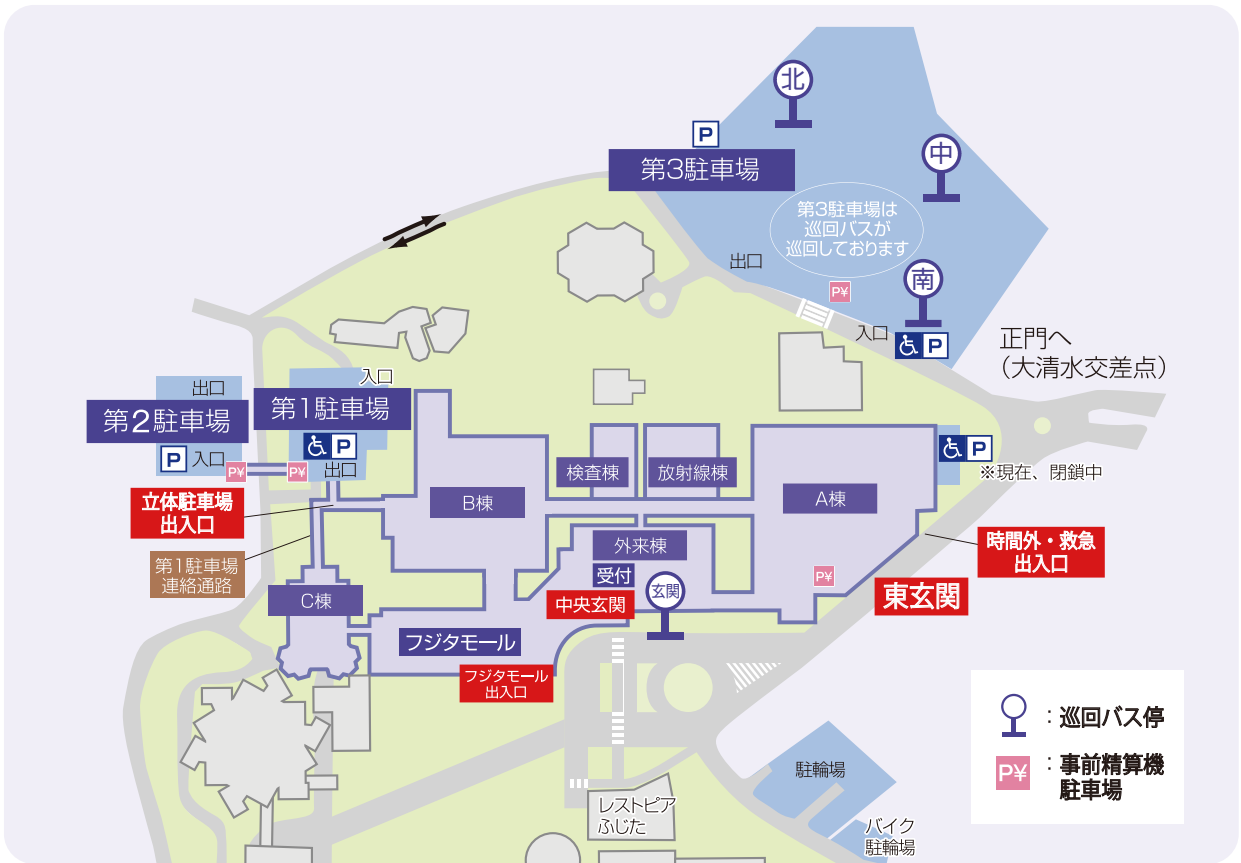 北
中
P
第3駐車場
第3駐車場は
巡回バスが
巡回しております
出口
南
P¥
入口
P
正門へ
(大清水交差点)
出口
入口
第2駐車場
第1駐車場
P
入口
P¥
P¥
P
出口
検査棟
放射線棟
B棟
A棟
P
※現在、閉鎖中
立体駐車場
出入口
第1駐車場
連絡通路
外来棟
受付
玄関
中央玄関
P¥
時間外・救急
出入口
東玄関
C棟
フジタモール
フジタモール
出入口
:巡回バス停
P¥
:事前精算機
駐車場
駐輪場
レストピア
ふじた
バイク
駐輪場